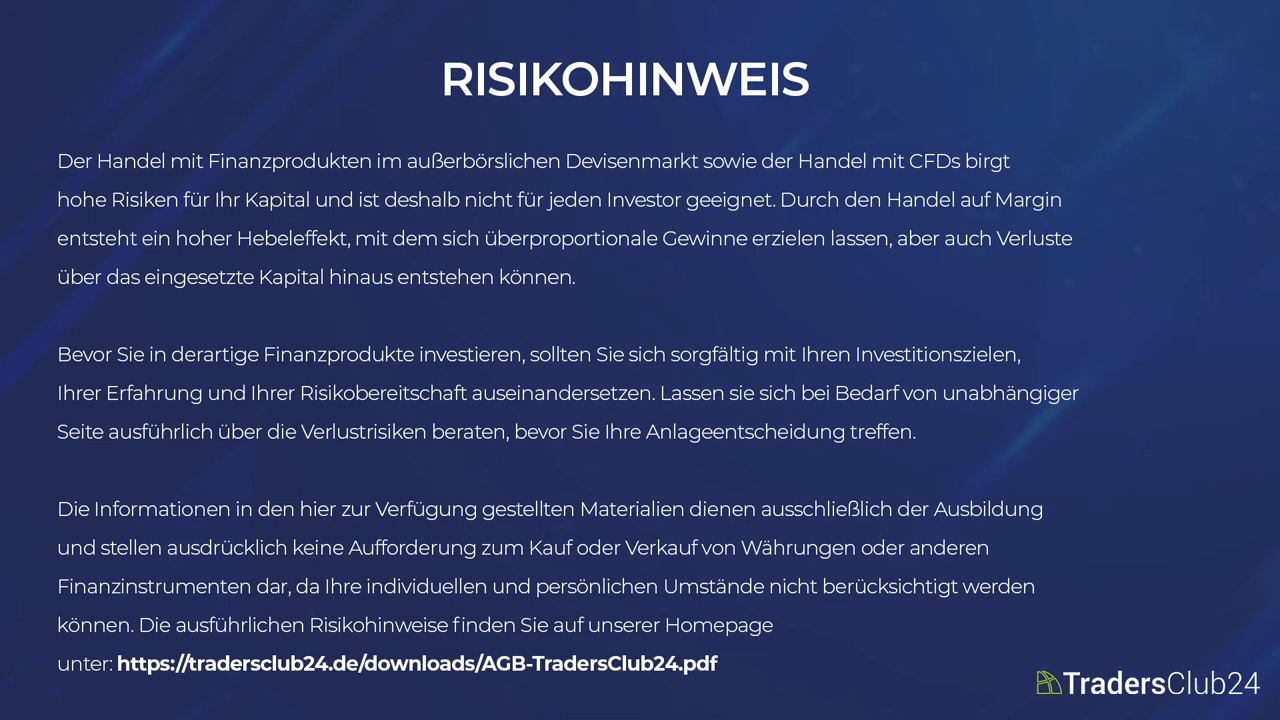 RISIKOHINWEIS
Der Handel mit Finanzprodukten im außerbörslichen Devisenmarkt sowie der Handel mit CFDs birgt
hohe Risiken für Ihr Kapital und ist deshalb nicht für jeden Investor geeignet. Durch den Handel auf Margin
entsteht ein hoher Hebeleffekt, mit dem sich überproportionale Gewinne erzielen lassen, aber auch Verluste
über das eingesetzte Kapital hinaus entstehen können.
Bevor Sie in derartige Finanzprodukte investieren, sollten Sie sich sorgfältig mit Ihren Investitionszielen,
Ihrer Erfahrung und Ihrer Risikobereitschaft auseinandersetzen. Lassen sie sich bei Bedarf von unabhängiger
Seite ausführlich über die Verlustrisiken beraten, bevor Sie Ihre Anlageentscheidung treffen.
Die Informationen in den hier zur Verfügung gestellten Materialien dienen ausschließlich der Ausbildung
und stellen ausdrücklich keine Aufforderung zum Kauf oder Verkauf von Währungen oder anderen
Finanzinstrumenten dar, da Ihre individuellen und persönlichen Umstände nicht berücksichtigt werden
können. Die ausführlichen Risikohinweise finden Sie auf unserer Homepage
unter: https://tradersclub24.de/downloads/AGB-TradersClub24.pdf
TradersClub24